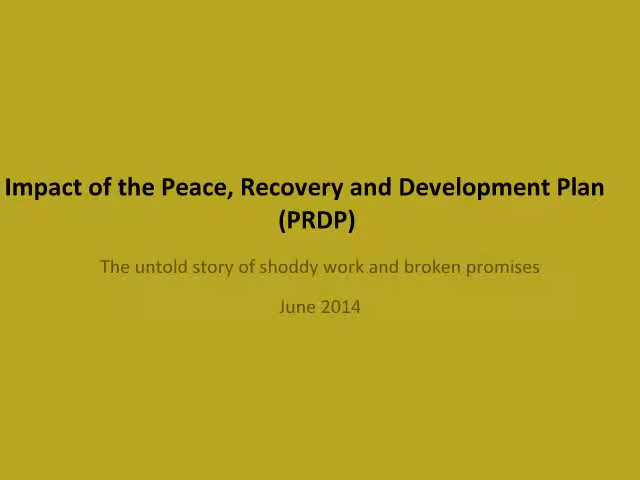 Impact of the Peace, Recovery and Development Plan
(PRDP)
The untold story of shoddy work and broken promises
June 2014